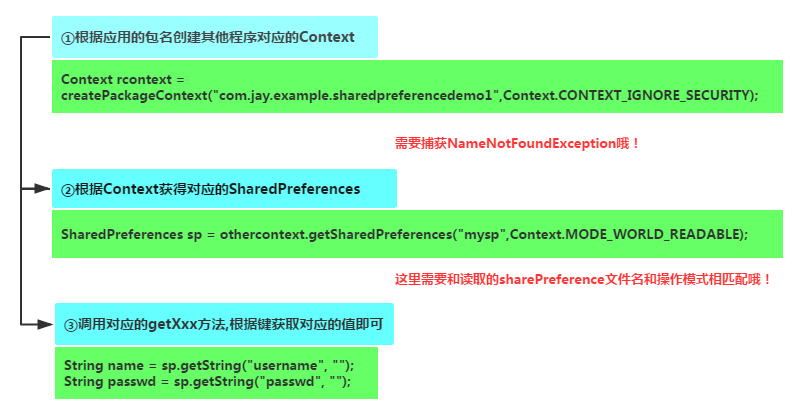 ①根据应用的包名创建其他程序对应的Context
Context rcontext =
createPackageContext("com.jay.example.sharedpreferencedemo1",Context.CONTEXT_IGNORE_SECURITY);
需要捕获NameNotFoundException哦！
②根据Context获得对应的SharedPreferences
SharedPreferences sp = othercontext.getSharedPreferences("mysp",Context.MODE_WORLD_READABLE);
这里需要和读取的sharePreference文件名和操作模式相匹配哦！
③调用对应的getXxx方法,根据键获取对应的值即可
String name = sp.getString("username", "");
String passwd = sp.getString("passwd", "");